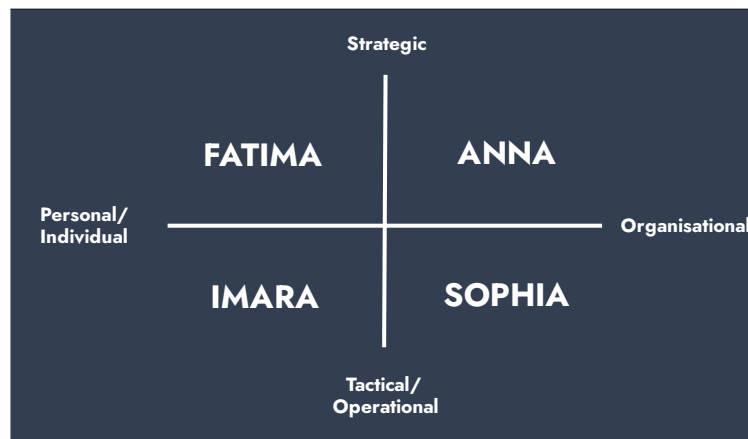 Strategic
FATIMA ANNA
Personal/
Individual
Organisational
IMARA SOPHIA
Tactical/
Operational